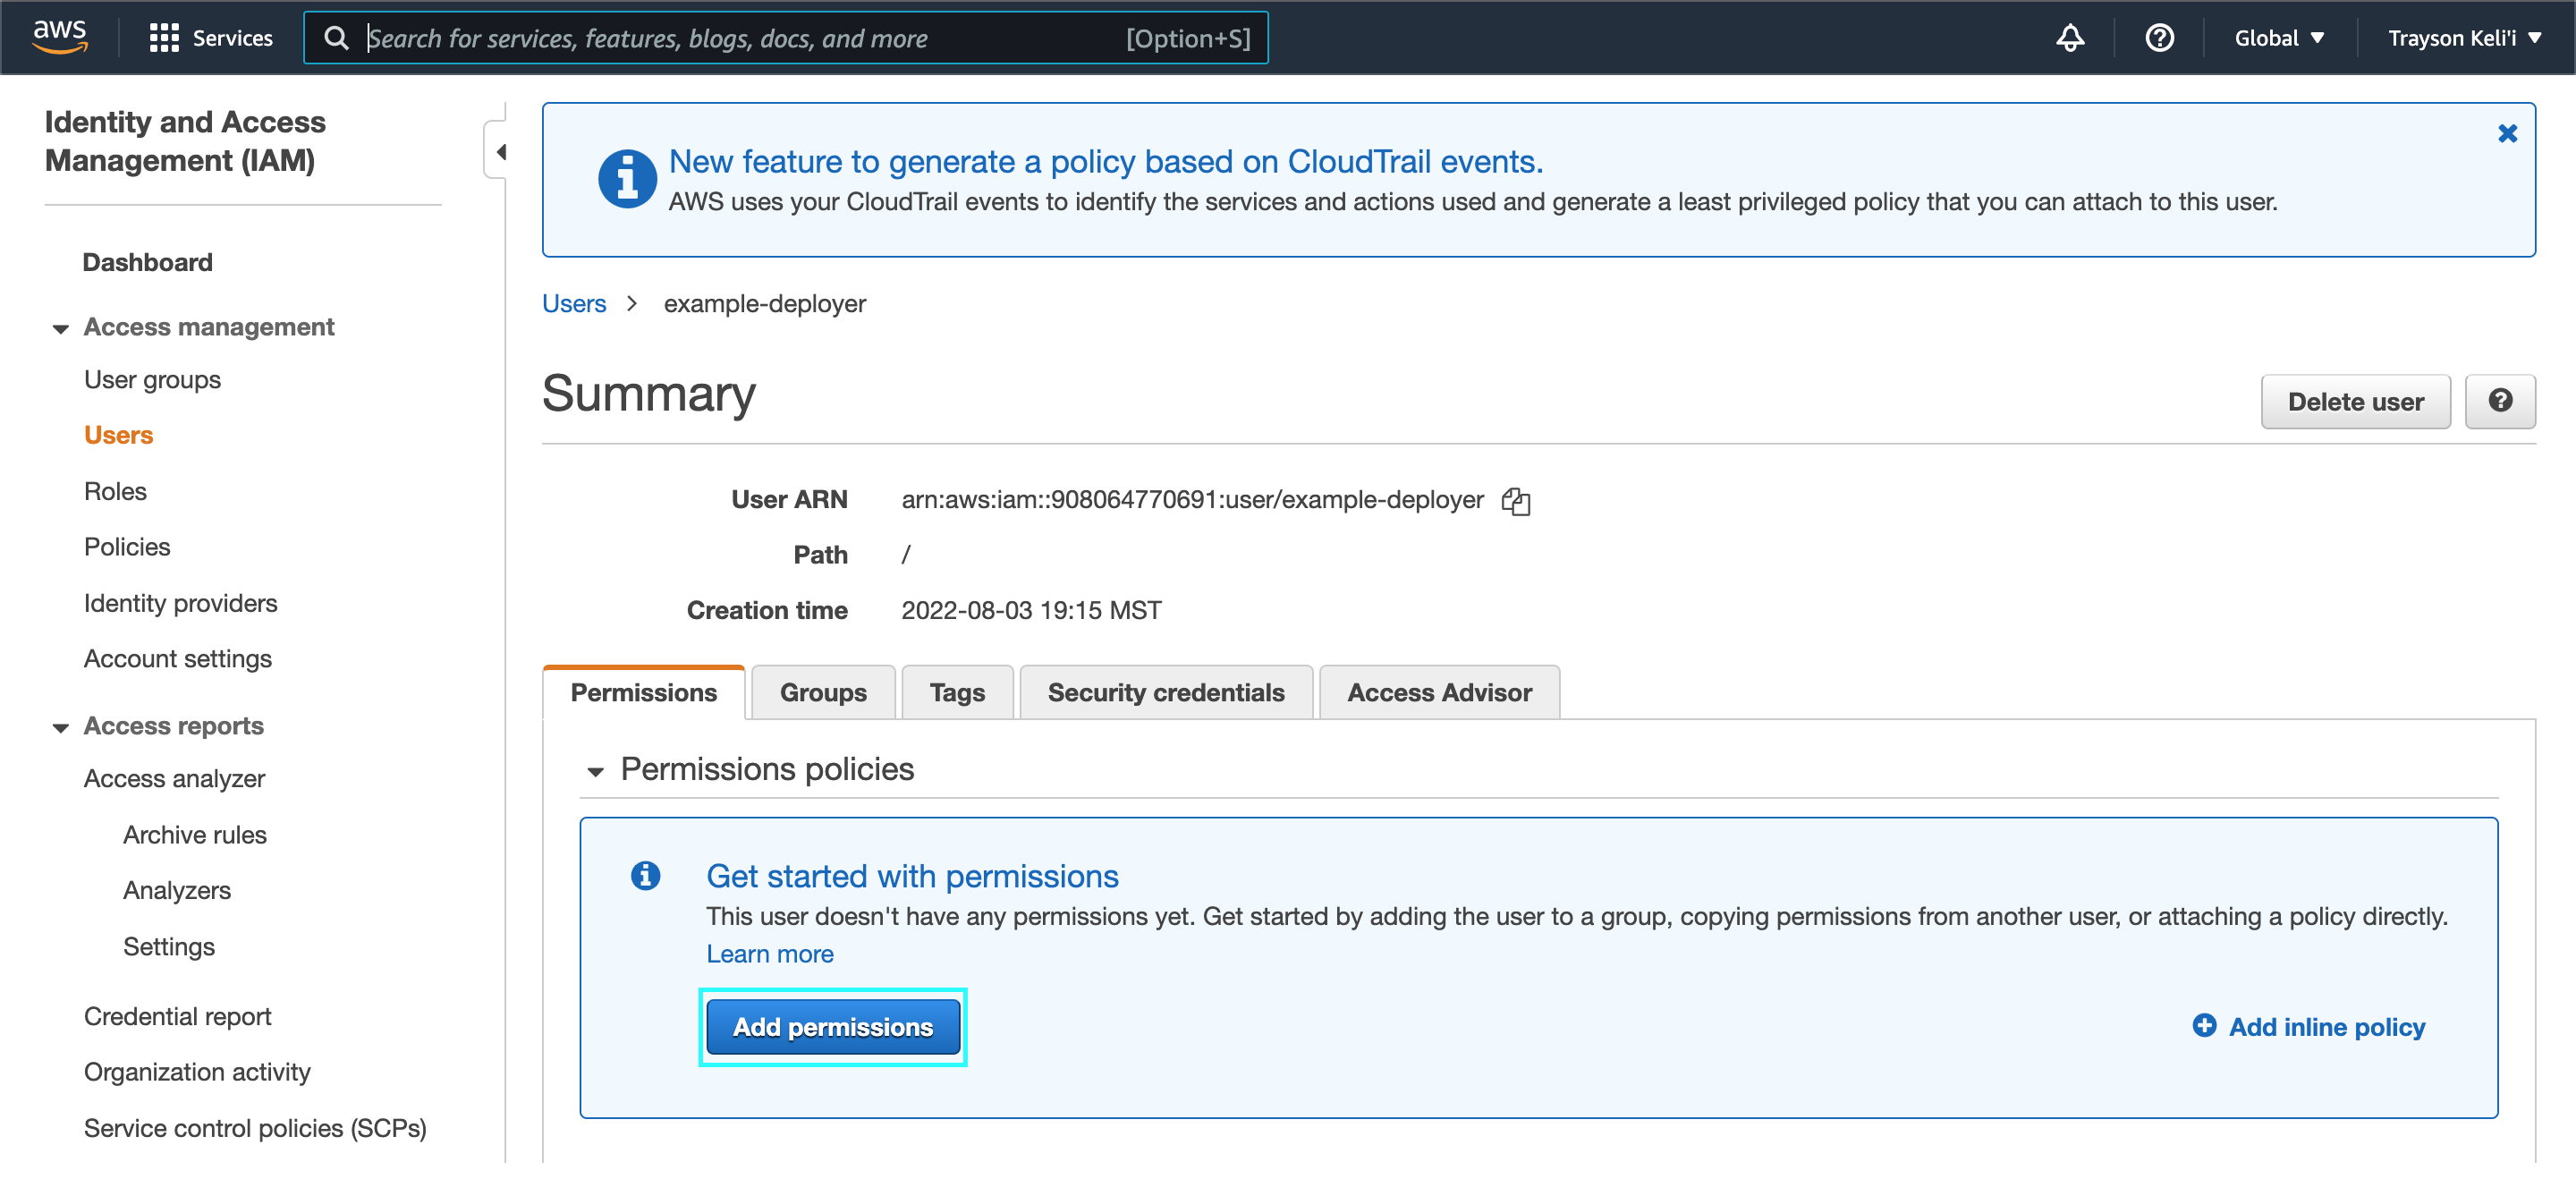 aws
Services
Search for services, features, blogs, docs, and more
[Option+S]
Global
Trayson Keli'i
Identity and Access
Management (IAM)
Dashboard
Access management
User groups
Users
Roles
Policies
Identity providers
Account settings
Access reports
Access analyzer
Archive rules
Analyzers
Settings
Credential report
Organization activity
Service control policies (SCPs)
New feature to generate a policy based on CloudTrail events.
AWS uses your CloudTrail events to identify the services and actions used and generate a least privileged policy that you can attach to this user.
Users > example-deployer
Summary
Delete user
User ARN arn:aws:iam::908064770691:user/example-deployer
Path /
Creation time 2022-08-03 19:15 MST
Permissions
Groups
Tags
Security credentials
Access Advisor
Permissions policies
Get started with permissions
This user doesn't have any permissions yet. Get started by adding the user to a group, copying permissions from another user, or attaching a policy directly.
Learn more
Add permissions
Add inline policy